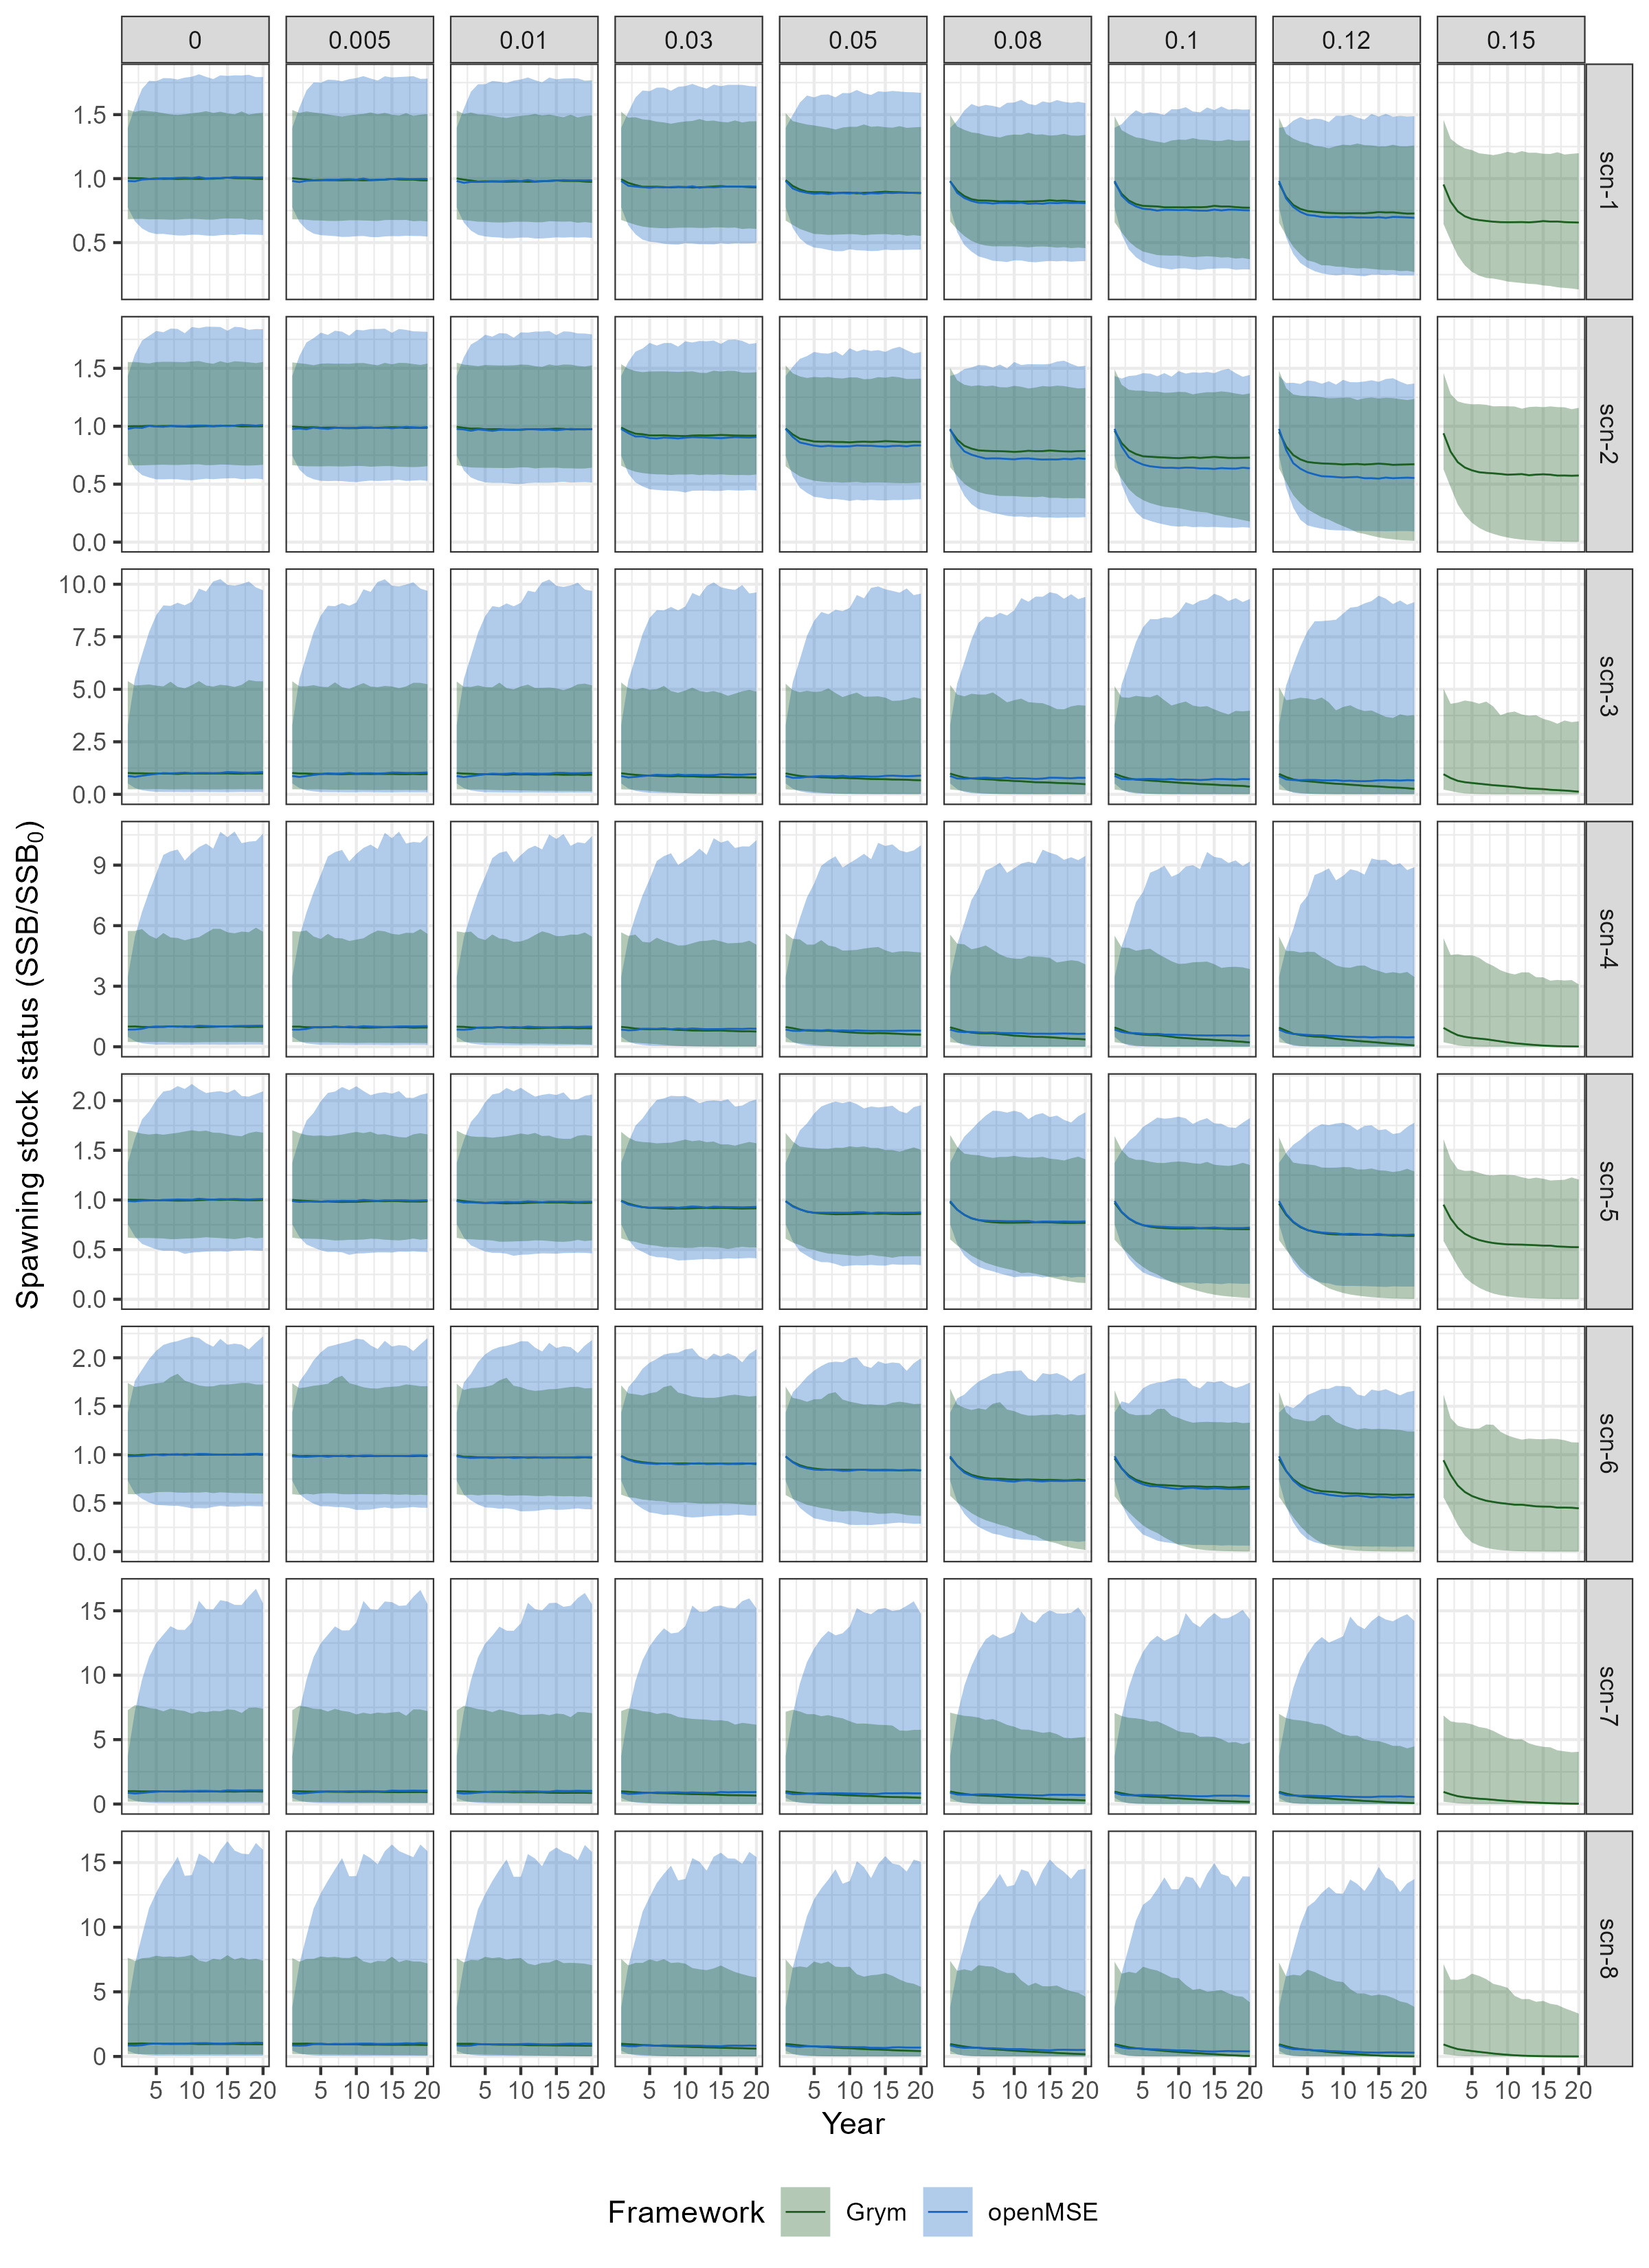 0 0.005 0.01 0.03 0.05 0.08 0.1 0.12 0.15
1.5
1.0
0.5
scn-1
1.5
1.0
0.5
0.0
scn-2
10.0
7.5
5.0
2.5
0.0
scn-3
9
6
3
0
scn-4
Spawning stock status (SSB/SSB₀)
2.0
1.5
1.0
0.5
0.0
scn-5
2.0
1.5
1.0
0.5
0.0
scn-6
15
10
5
0
scn-7
15
10
5
0
scn-8
5 10 15 20 5 10 15 20 5 10 15 20 5 10 15 20 5 10 15 20 5 10 15 20 5 10 15 20 5 10 15 20 5 10 15 20
Year
Framework Grym openMSE